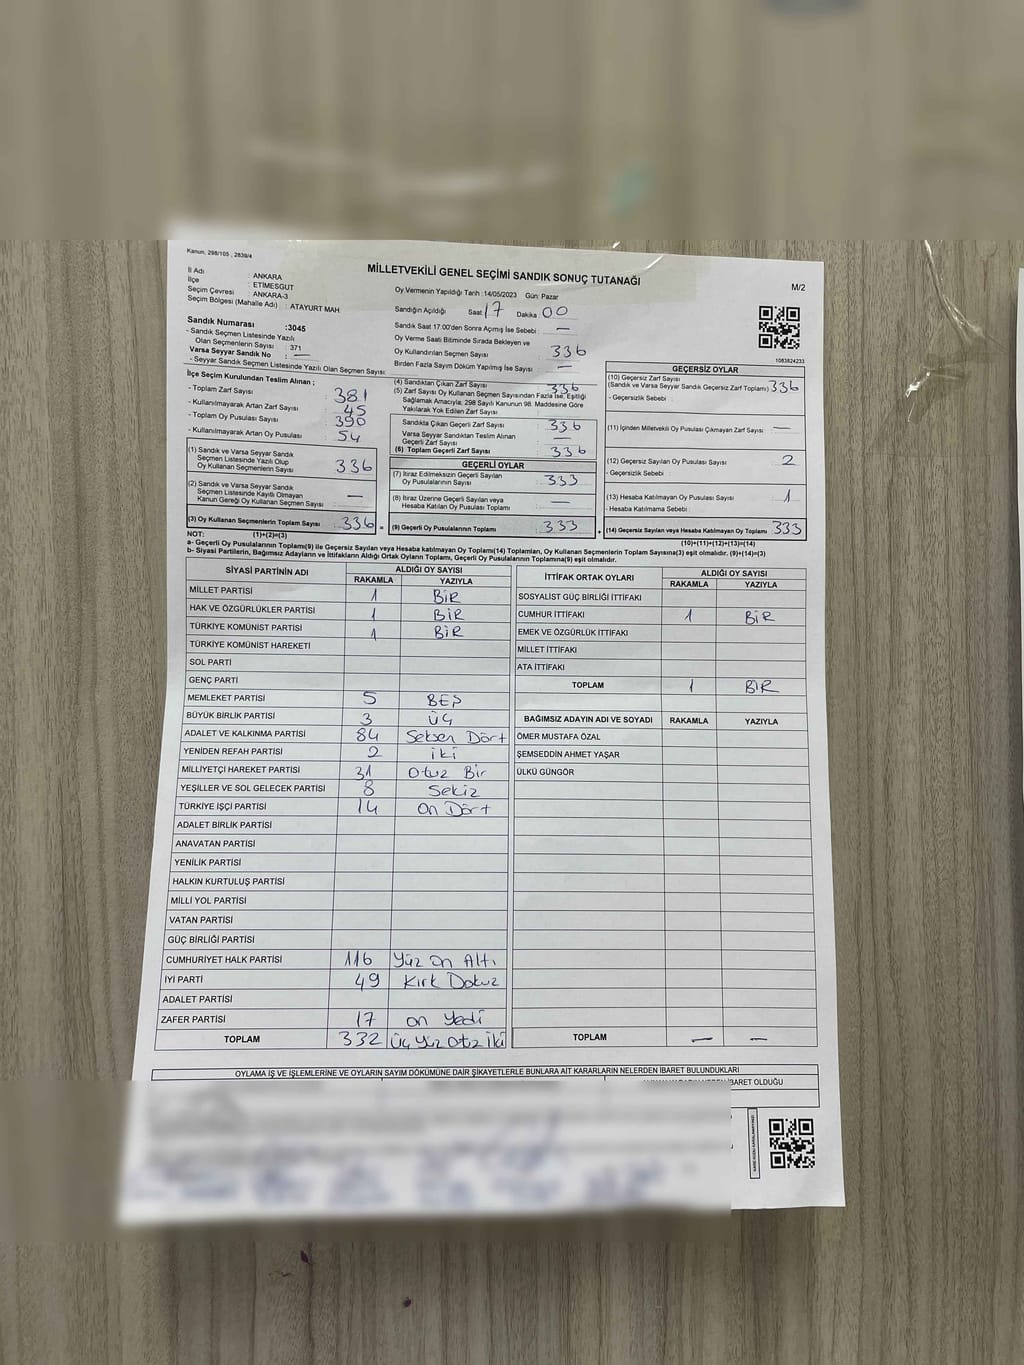 Kanun, 298/105 , 2839/4
MİLLETVEKİLİ GENEL SEÇİMİ SANDIK SONUÇ TUTANAĞI
M/2
İl Adı : ANKARA
İlçe : ETİMESGUT
Seçim Çevresi : ANKARA-3
Seçim Bölgesi (Mahalle Adı) : ATAYURT MAH
Sandık Numarası :3045
- Sandık Seçmen Listesinde Yazılı
Olan Seçmenlerin Sayısı : 371
Varsa Seyyar Sandık No : —
- Seyyar Sandık Seçmen Listesinde Yazılı Olan Seçmen Sayısı:
Oy Vermenin Yapıldığı Tarih :14/05/2023 Gün: Pazar
Sandığın Açıldığı Saat 17 Dakika 00
Sandık Saat 17:00'den Sonra Açımış İse Sebebi : —
Oy Verme Saati Bitiminde Sırada Bekleyen ve
Oy Kullandırılan Seçmen Sayısı : 336
Birden Fazla Sayım Döküm Yapılmış İse Sayısı : —
1083824233
İlçe Seçim Kurulundan Teslim Alınan ;
- Toplam Zarf Sayısı : 381
- Kullanılmayarak Artan Zarf Sayısı : 45
- Toplam Oy Pusulası Sayısı : 390
- Kullanılmayarak Artan Oy Pusulası : 54
(1) Sandık ve Varsa Seyyar Sandık
Seçmen Listesinde Yazılı Olup
Oy Kullanan Seçmenlerin Sayısı : 336
(2) Sandık ve Varsa Seyyar Sandık
Seçmen Listesinde Kayıtlı Olmayan
Kanun Gereği Oy Kullanan Seçmen Sayısı : —
(3) Oy Kullanan Seçmenlerin Toplam Sayısı : 336 =
(1)+(2)=(3)
(4) Sandıktan Çıkan Zarf Sayısı : 336
(5) Zarf Sayısı Oy Kullanan Seçmen Sayısından Fazla İse, Eşitliği
Sağlamak Amacıyla; 298 Sayılı Kanunun 98. Maddesine Göre
Yakılarak Yok Edilen Zarf Sayısı :
Sandıkta Çıkan Geçerli Zarf Sayısı : 336
Varsa Seyyar Sandıktan Teslim Alınan
Geçerli Zarf Sayısı : —
(6) Toplam Geçerli Zarf Sayısı : 336
GEÇERLİ OYLAR
(7) İtiraz Edilmeksizin Geçerli Sayılan
Oy Pusulalarının Sayısı : 333
(8) İtiraz Üzerine Geçerli Sayılan veya
Hesaba Katılan Oy Pusulası Toplamı : —
(9) Geçerli Oy Pusulalarının Toplamı : 333 +
GEÇERSİZ OYLAR
(10) Geçersiz Zarf Sayısı
(Sandık ve Varsa Seyyar Sandık Geçersiz Zarf Toplamı) : 336
- Geçersizlik Sebebi :
(11) İçinden Milletvekili Oy Pusulası Çıkmayan Zarf Sayısı : —
(12) Geçersiz Sayılan Oy Pusulası Sayısı : 2
- Geçersizlik Sebebi :
(13) Hesaba Katılmayan Oy Pusulası Sayısı : 1
- Hesaba Katılmama Sebebi :
(14) Geçersiz Sayılan veya Hesaba Katılmayan Oy Toplamı : 333
(10)+(11)+(12)+(13)=(14)
NOT:
a- Geçerli Oy Pusulalarının Toplamı(9) ile Geçersiz Sayılan veya Hesaba katılmayan Oy Toplamı(14) Toplamları, Oy Kullanan Seçmenlerin Toplam Sayısına(3) eşit olmalıdır. (9)+(14)=(3)
b- Siyasi Partilerin, Bağımsız Adayların ve İttifakların Aldığı Ortak Oyların Toplamı, Geçerli Oy Pusulalarının Toplamına(9) eşit olmalıdır.
SİYASİ PARTİNİN ADI ALDIĞI OY SAYISI
RAKAMLA YAZIYLA
MİLLET PARTİSİ 1 BİR
HAK VE ÖZGÜRLÜKLER PARTİSİ 1 BİR
TÜRKİYE KOMÜNİST PARTİSİ 1 BİR
TÜRKİYE KOMÜNİST HAREKETİ
SOL PARTİ
GENÇ PARTİ
MEMLEKET PARTİSİ 5 BEŞ
BÜYÜK BİRLİK PARTİSİ 3 ÜÇ
ADALET VE KALKINMA PARTİSİ 84 Seksen Dört
YENİDEN REFAH PARTİSİ 2 iki
MİLLİYETÇİ HAREKET PARTİSİ 31 Otuz Bir
YEŞİLLER VE SOL GELECEK PARTİSİ 8 Sekiz
TÜRKİYE İŞÇİ PARTİSİ 14 On Dört
ADALET BİRLİK PARTİSİ
ANAVATAN PARTİSİ
YENİLİK PARTİSİ
HALKIN KURTULUŞ PARTİSİ
MİLLİ YOL PARTİSİ
VATAN PARTİSİ
GÜÇ BİRLİĞİ PARTİSİ
CUMHURİYET HALK PARTİSİ 116 Yüz On Altı
İYİ PARTİ 49 Kırk Dokuz
ADALET PARTİSİ
ZAFER PARTİSİ 17 on Yedi
TOPLAM 332 Üç Yüz Otz İki
İTTİFAK ORTAK OYLARI ALDIĞI OY SAYISI
RAKAMLA YAZIYLA
SOSYALİST GÜÇ BİRLİĞİ İTTİFAKI
CUMHUR İTTİFAKI 1 BİR
EMEK VE ÖZGÜRLÜK İTTİFAKI
MİLLET İTTİFAKI
ATA İTTİFAKI
TOPLAM 1 BİR
BAĞIMSIZ ADAYIN ADI VE SOYADI RAKAMLA YAZIYLA
ÖMER MUSTAFA ÖZAL
ŞEMSEDDİN AHMET YAŞAR
ÜLKÜ GÜNGÖR
TOPLAM — —
OYLAMA İŞ VE İŞLEMLERİNE VE OYLARIN SAYIM DÖKÜMÜNE DAİR ŞİKAYETLERLE BUNLARA AİT KARARLARIN NELERDEN İBARET BULUNDUKLARI
İBARET OLDUĞU